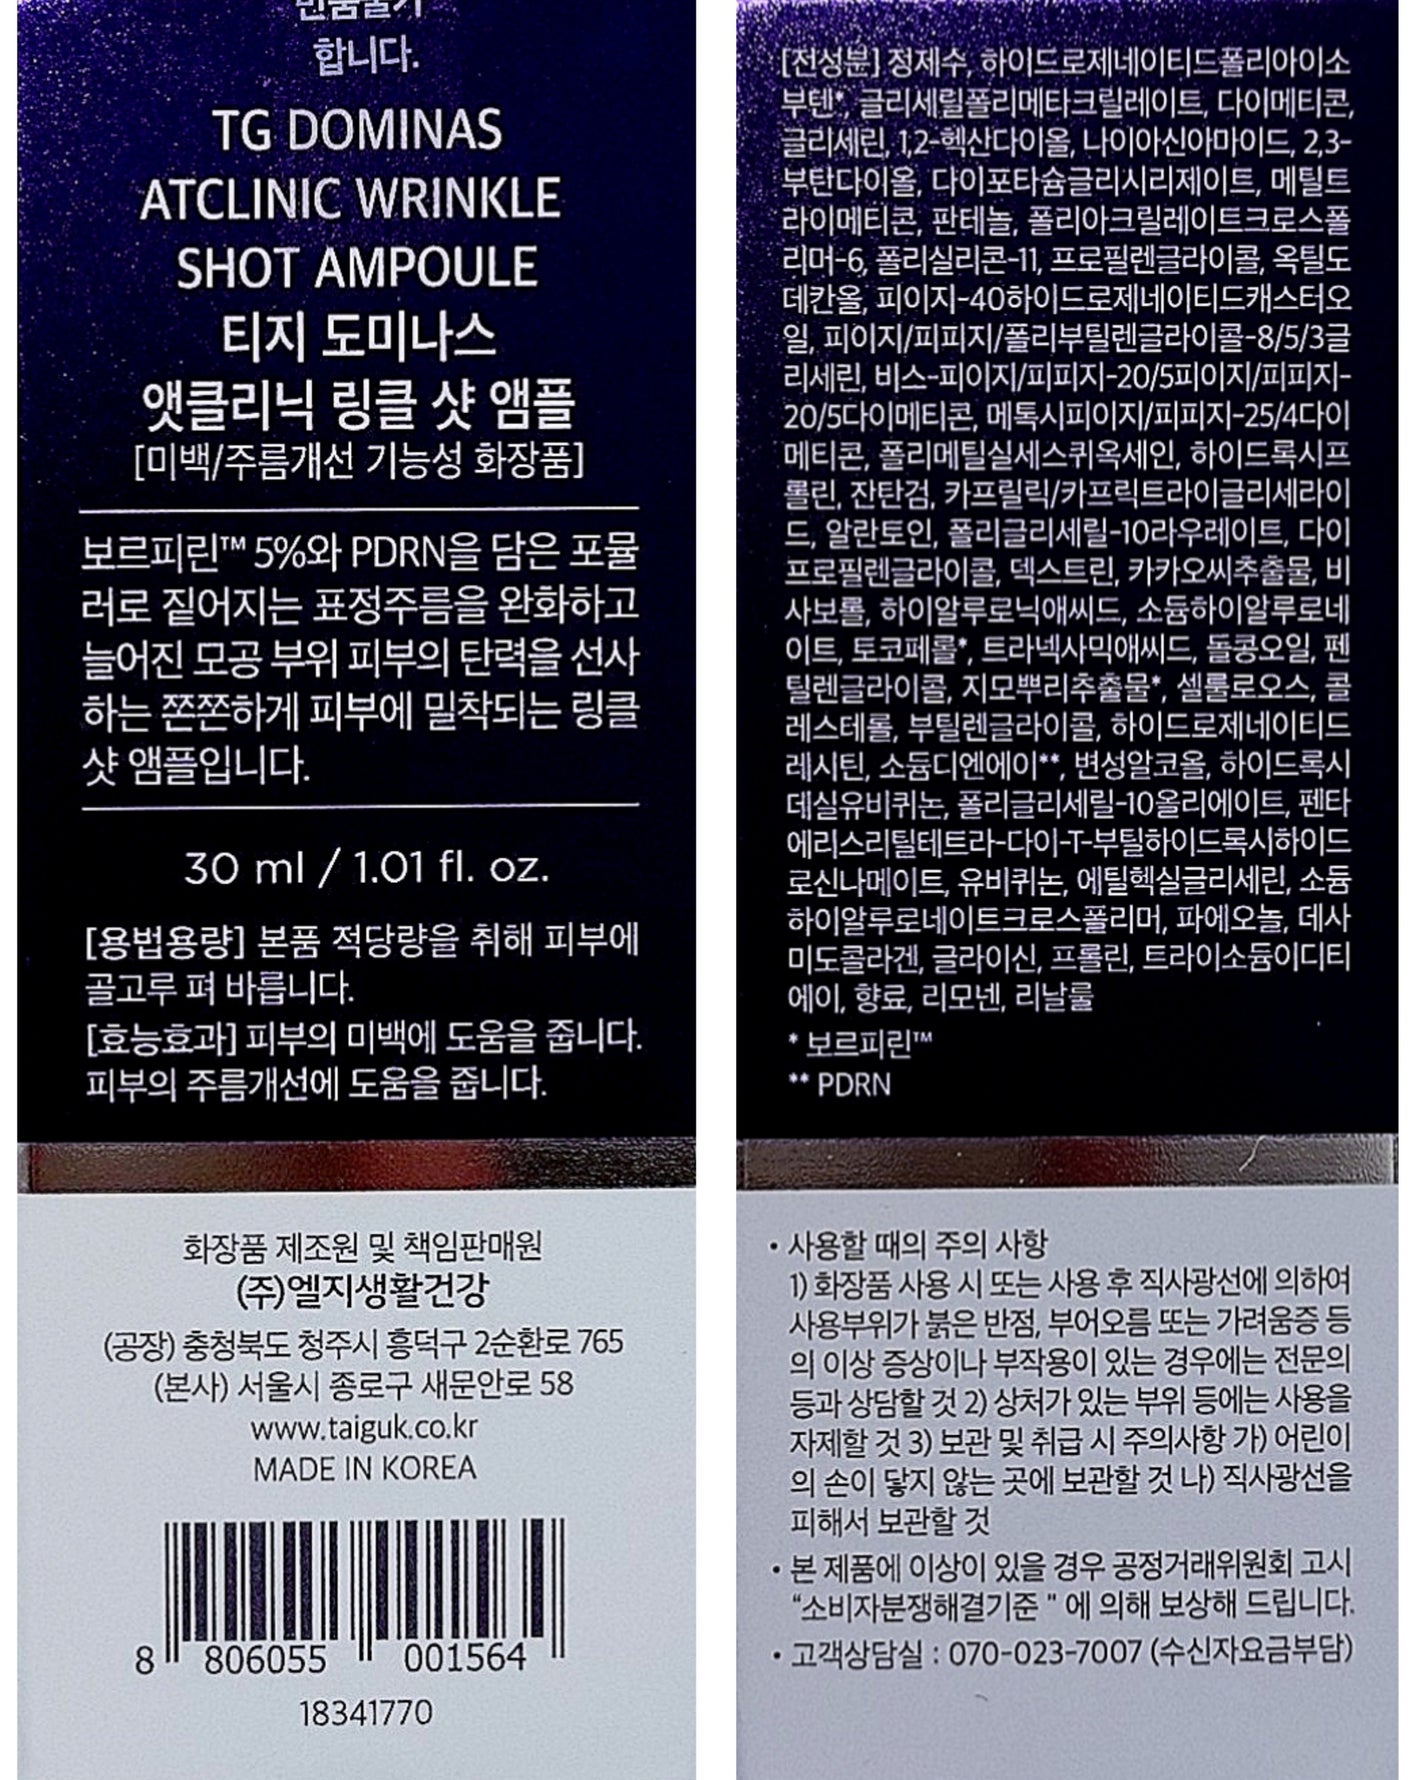 합니다.
TG DOMINAS
ATCLINIC WRINKLE
SHOT AMPOULE
티지 도미나스
앳클리닉 링클 샷 앰플
[미백/주름개선 기능성 화장품]
보르피린™ 5%와 PDRN을 담은 포뮬
러로 짙어지는 표정주름을 완화하고
늘어진 모공 부위 피부의 탄력을 선사
하는 쫀쫀하게 피부에 밀착되는 링클
샷 앰플입니다.
30 ml / 1.01 fl. oz.
[용법용량] 본품 적당량을 취해 피부에
골고루 펴 바릅니다.
[효능효과] 피부의 미백에 도움을 줍니다.
피부의 주름개선에 도움을 줍니다.
화장품 제조원 및 책임판매원
(주)엘지생활건강
(공장) 충청북도 청주시 흥덕구 2순환로 765
(본사) 서울시 종로구 새문안로 58
www.taiguk.co.kr
MADE IN KOREA
8 806055 001564
18341770
[전성분] 정제수, 하이드로제네이티드폴리아이소
부텐*, 글리세릴폴리메타크릴레이트, 다이메티콘,
글리세린, 1,2-헥산다이올, 나이아신아마이드, 2,3-
부탄다이올, 다이포타슘글리시리제이트, 메틸트
라이메티콘, 판테놀, 폴리아크릴레이트크로스폴
리머-6, 폴리실리콘-11, 프로필렌글라이콜, 옥틸도
데칸올, 피이지-40하이드로제네이티드캐스터오
일, 피이지/피피지/폴리부틸렌글라이콜-8/5/3글
리세린, 비스-피이지/피피지-20/5피이지/피피지-
20/5다이메티콘, 메톡시피이지/피피지-25/4다이
메티콘, 폴리메틸실세스퀴옥세인, 하이드록시프
롤린, 잔탄검, 카프릴릭/카프릭트라이글리세라이
드, 알란토인, 폴리글리세릴-10라우레이트, 다이
프로필렌글라이콜, 덱스트린, 카카오씨추출물, 비
사보롤, 하이알루로닉애씨드, 소듐하이알루로네
이트, 토코페롤*, 트라넥사믹애씨드, 돌콩오일, 펜
틸렌글라이콜, 지모뿌리추출물*, 셀룰로오스, 콜
레스테롤, 부틸렌글라이콜, 하이드로제네이티드
레시틴, 소듐디엔에이**, 변성알코올, 하이드록시
데실유비퀴논, 폴리글리세릴-10올리에이트, 펜타
에리스리틸테트라-다이-T-부틸하이드록시하이드
로신나메이트, 유비퀴논, 에틸헥실글리세린, 소듐
하이알루로네이트크로스폴리머, 파에오놀, 데사
미도콜라겐, 글라이신, 프롤린, 트라이소듐이디티
에이, 향료, 리모넨, 리날룰
* 보르피린™
** PDRN
• 사용할 때의 주의 사항
1) 화장품 사용 시 또는 사용 후 직사광선에 의하여
사용부위가 붉은 반점, 부어오름 또는 가려움증 등
의 이상 증상이나 부작용이 있는 경우에는 전문의
등과 상담할 것 2) 상처가 있는 부위 등에는 사용을
자제할 것 3) 보관 및 취급 시 주의사항 가) 어린이
의 손이 닿지 않는 곳에 보관할 것 나) 직사광선을
피해서 보관할 것
• 본 제품에 이상이 있을 경우 공정거래위원회 고시
“소비자분쟁해결기준 " 에 의해 보상해 드립니다.
• 고객상담실 : 070-023-7007 (수신자요금부담)